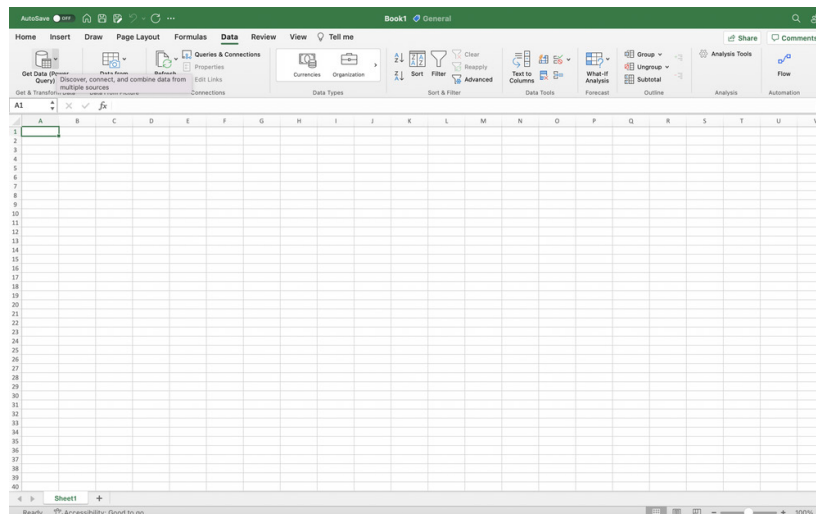 AutoSave OFF Book1 General
Home Insert Draw Page Layout Formulas Data Review View Tell me Share Comments
Get Data (Power Query)
Discover, connect, and combine data from multiple sources
Queries & Connections
Properties
Edit Links
Currencies Organization
Sort Filter
Clear
Reapply
Advanced
Text to Columns
What-if Analysis
Group
Ungroup
Subtotal
Analysis Tools
Flow
Connections Data Types Sort & Filter Data Tools Forecast Outline Analysis Automation
A1 fx
A B C D E F G H I J K L M N O P Q R S T U
1
2
3
4
5
6
7
8
9
10
11
12
13
14
15
16
17
18
19
20
21
22
23
24
25
26
27
28
29
30
31
32
33
34
35
36
37
38
39
40
Sheet1 +
Ready Accessibility: Good to go 100%